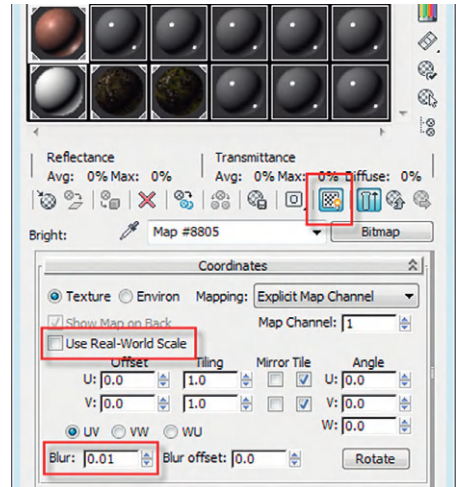 Reflectance Transmittance
Avg: 0% Max: 0% Avg: 0% Max: 0% Diffuse: 0%
Bright: Map #8805 Bitmap
Coordinates
Texture Environ Mapping: Explicit Map Channel
Show Map on Back Map Channel: 1
Use Real-World Scale
Offset Tiling Mirror Tile Angle
U: 0.0 1.0 U: 0.0
V: 0.0 1.0 V: 0.0
W: 0.0
UV VW WU
Blur: 0.01 Blur offset: 0.0 Rotate